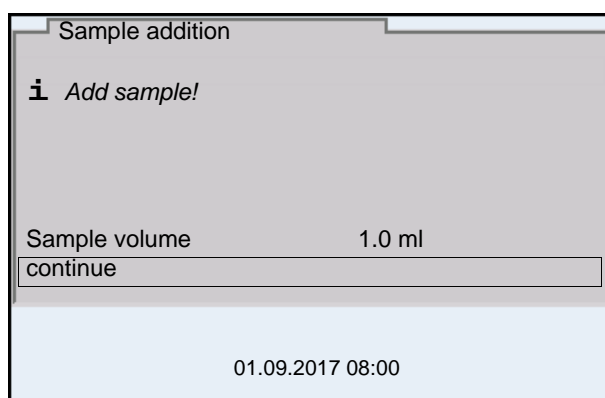 Sample addition
i Add sample!
Sample volume 1.0 ml
continue
01.09.2017 08:00